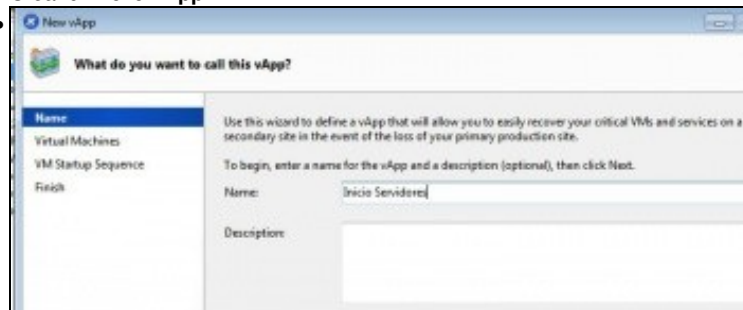 New vApp
What do you want to call this vApp?
Name
Virtual Machines
VM Startup Sequence
Finish
Use this wizard to define a vApp that will allow you to easily recover your critical VMs and services on a
secondary site in the event of the loss of your primary production site.
To begin, enter a name for the vApp and a description (optional), then click Next.
Name:
Inicio Servidores
Description: